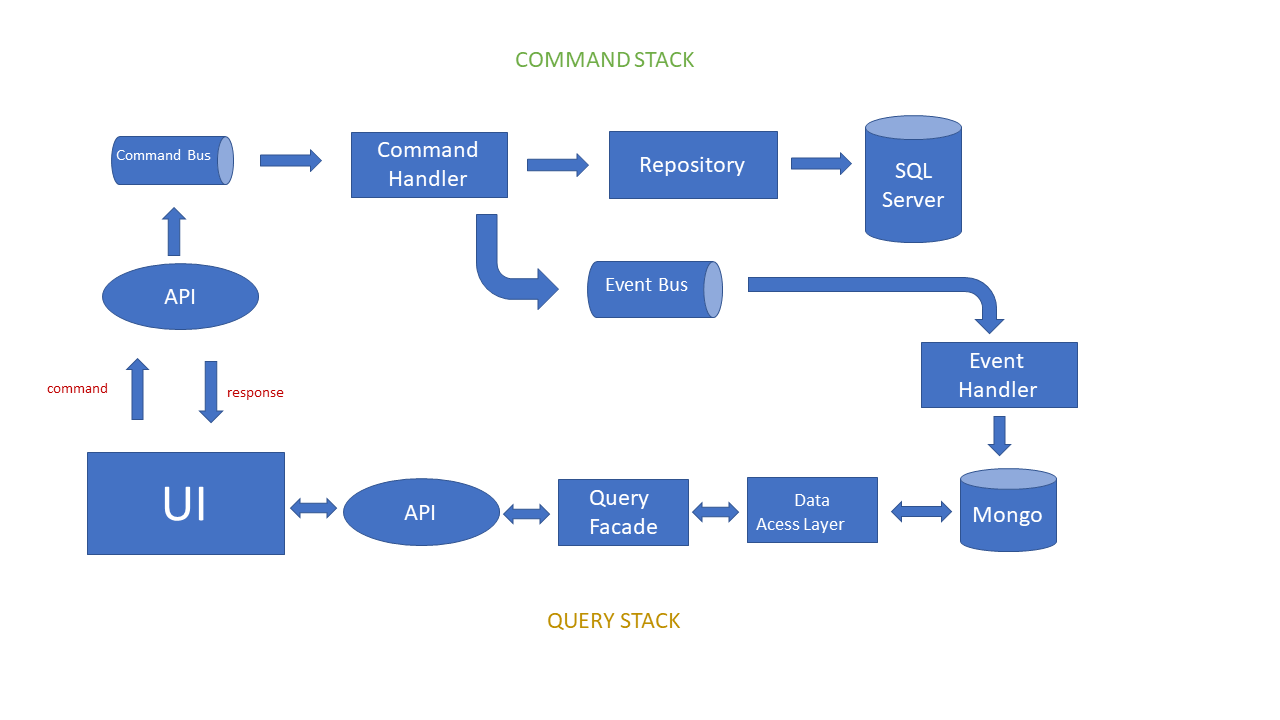 COMMAND STACK
Command Bus
Command
Handler
Repository
SQL
Server
API
Event Bus
Event
Handler
command
response
UI
API
Query
Facade
Data
Acess Layer
Mongo
QUERY STACK